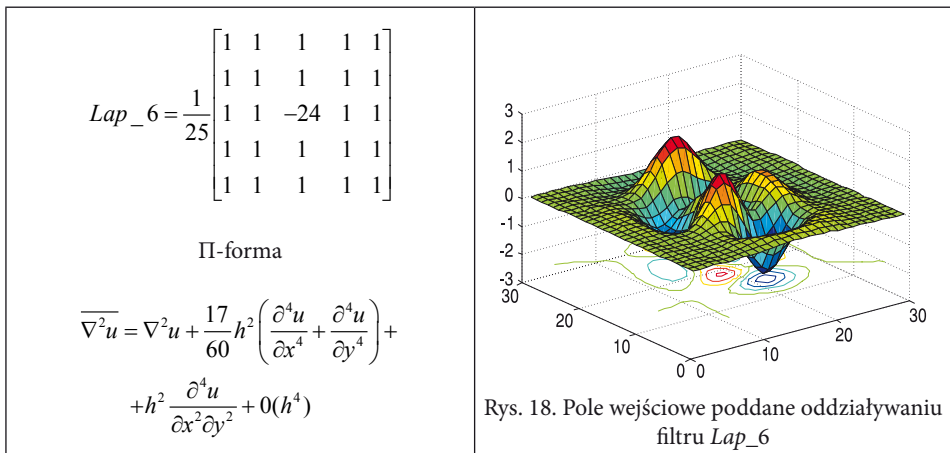 Lap_6 = 1/25 [1 1 1 1 1
1 1 1 1 1
1 1 −24 1 1
1 1 1 1 1
1 1 1 1 1]
Π-forma
∇²u‾ = ∇²u + 17/60 h² (∂⁴u/∂x⁴ + ∂⁴u/∂y⁴) +
+h² ∂⁴u/∂x²∂y² + 0(h⁴)
3
2
1
0
-1
-2
-3
30
20
10
0
0
10
20
30
Rys. 18. Pole wejściowe poddane oddziaływaniu
filtru Lap_6